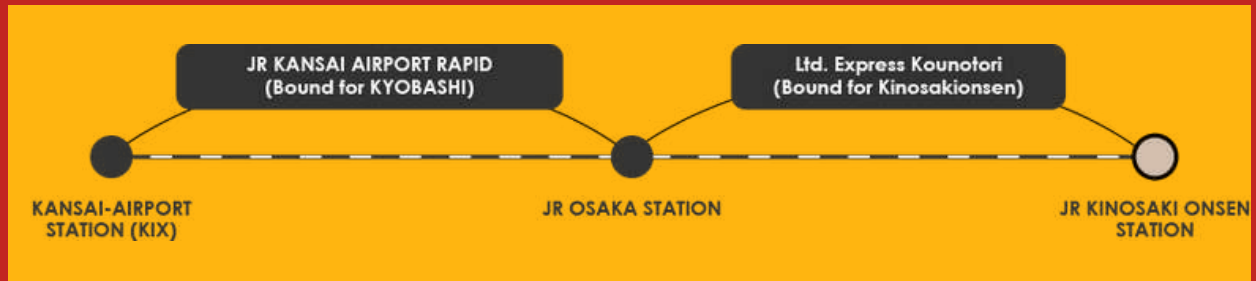 JR KANSAI AIRPORT RAPID
(Bound for KYOBASHI)
Ltd. Express Kounotori
(Bound for Kinosakionsen)
KANSAI-AIRPORT
STATION (KIX)
JR OSAKA STATION
JR KINOSAKI ONSEN
STATION